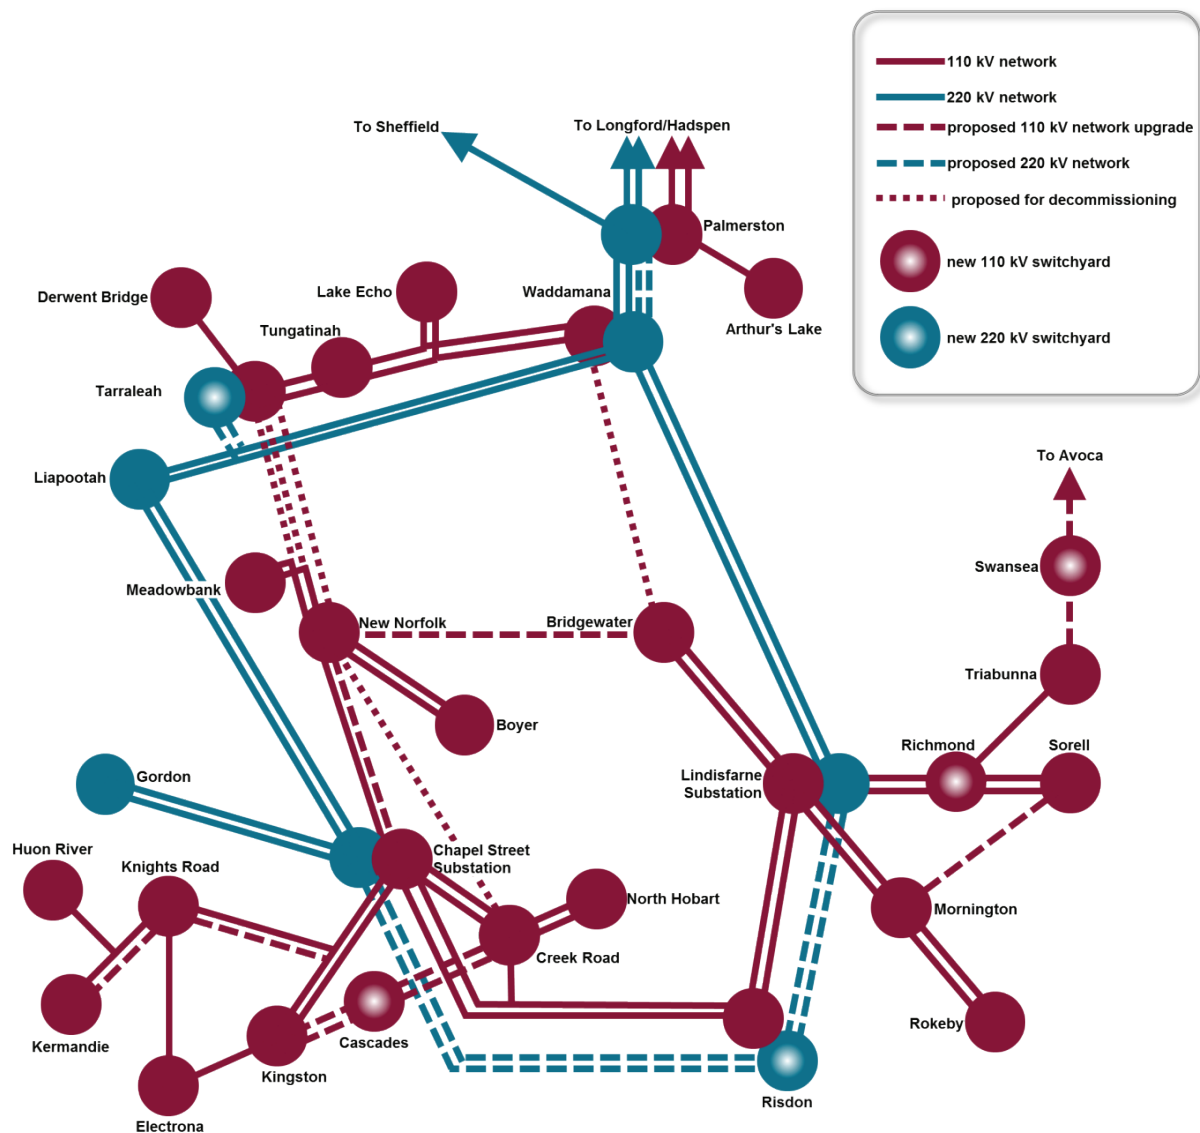 110 kV network
220 kV network
proposed 110 kV network upgrade
proposed 220 kV network
proposed for decommissioning
new 110 kV switchyard
new 220 kV switchyard
To Sheffield
To Longford/Hadspen
Palmerston
Derwent Bridge
Lake Echo
Waddamana
Tungatinah
Arthur's Lake
Tarraleah
To Avoca
Liapootah
Swansea
Meadowbank
New Norfolk
Bridgewater
Triabunna
Boyer
Richmond
Sorell
Lindisfarne
Substation
Gordon
Huon River
Knights Road
Chapel Street
Substation
North Hobart
Mornington
Creek Road
Kermandie
Cascades
Rokeby
Kingston
Electrona
Risdon